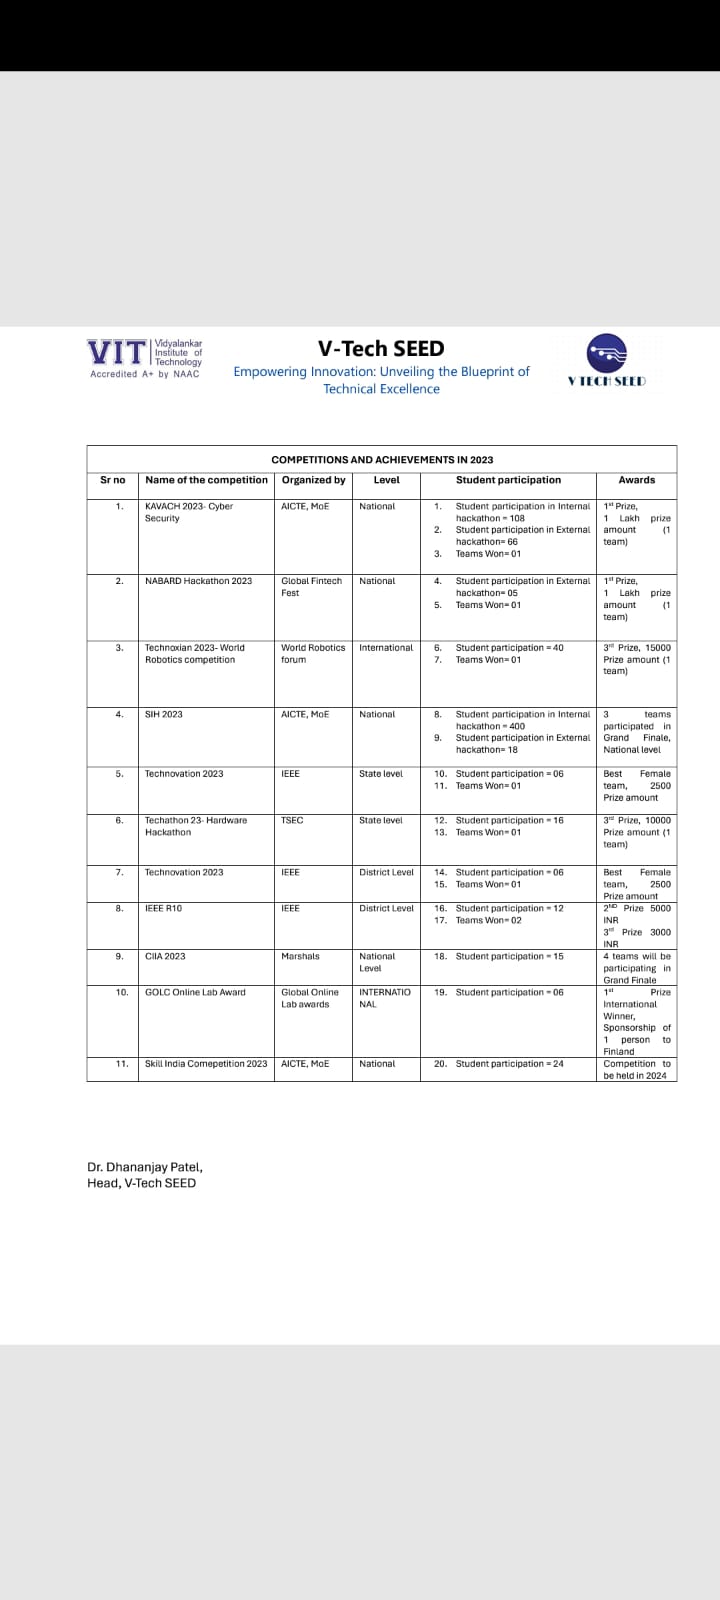 VIT Vidyalankar
Institute of
Technology
Accredited A+ by NAAC
V-Tech SEED
Empowering Innovation: Unveiling the Blueprint of
Technical Excellence
V TECH SEED
COMPETITIONS AND ACHIEVEMENTS IN 2023
Sr no Name of the competition Organized by Level Student participation Awards
1. KAVACH 2023- Cyber
Security
AICTE, MoE
National
1. Student participation in Internal
hackathon = 108
2. Student participation in External
hackathon= 66
3. Teams Won= 01
1st Prize,
1 Lakh prize
amount (1
team)
2. NABARD Hackathon 2023
Global Fintech
Fest
National
4. Student participation in External
hackathon= 05
5. Teams Won= 01
1st Prize,
1 Lakh prize
amount (1
team)
3. Technoxian 2023- World
Robotics competition
World Robotics
forum
International
6. Student participation = 40
7. Teams Won= 01
3rd Prize, 15000
Prize amount (1
team)
4. SIH 2023
AICTE, MoE
National
8. Student participation in Internal
hackathon = 400
9. Student participation in External
hackathon= 18
3 teams
participated in
Grand Finale,
National level
5. Technovation 2023
IEEE
State level
10. Student participation = 06
11. Teams Won= 01
Best Female
team, 2500
Prize amount
6. Techathon 23- Hardware
Hackathon
TSEC
State level
12. Student participation = 16
13. Teams Won= 01
3rd Prize, 10000
Prize amount (1
team)
7. Technovation 2023
IEEE
District Level
14. Student participation = 06
15. Teams Won= 01
Best Female
team, 2500
Prize amount
8. IEEE R10
IEEE
District Level
16. Student participation = 12
17. Teams Won= 02
2ND Prize 5000
INR
3rd Prize 3000
INR
9. CIIA 2023
Marshals
National
Level
18. Student participation = 15
4 teams will be
participating in
Grand Finale
10. GOLC Online Lab Award
Global Online
Lab awards
INTERNATIO
NAL
19. Student participation = 06
1st Prize
International
Winner,
Sponsorship of
1 person to
Finland
11. Skill India Comepetition 2023
AICTE, MoE
National
20. Student participation = 24
Competition to
be held in 2024
Dr. Dhananjay Patel,
Head, V-Tech SEED